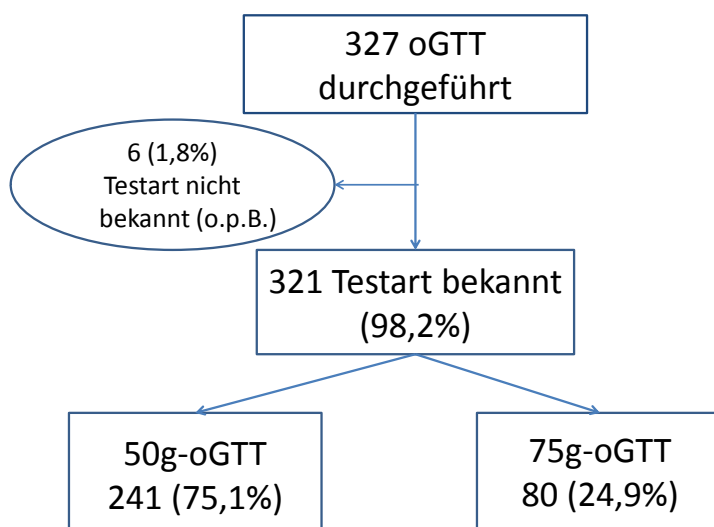 327 oGTT
durchgeführt
6 (1,8%)
Testart nicht
bekannt (o.p.B.)
321 Testart bekannt
(98,2%)
50g-oGTT
241 (75,1%)
75g-oGTT
80 (24,9%)